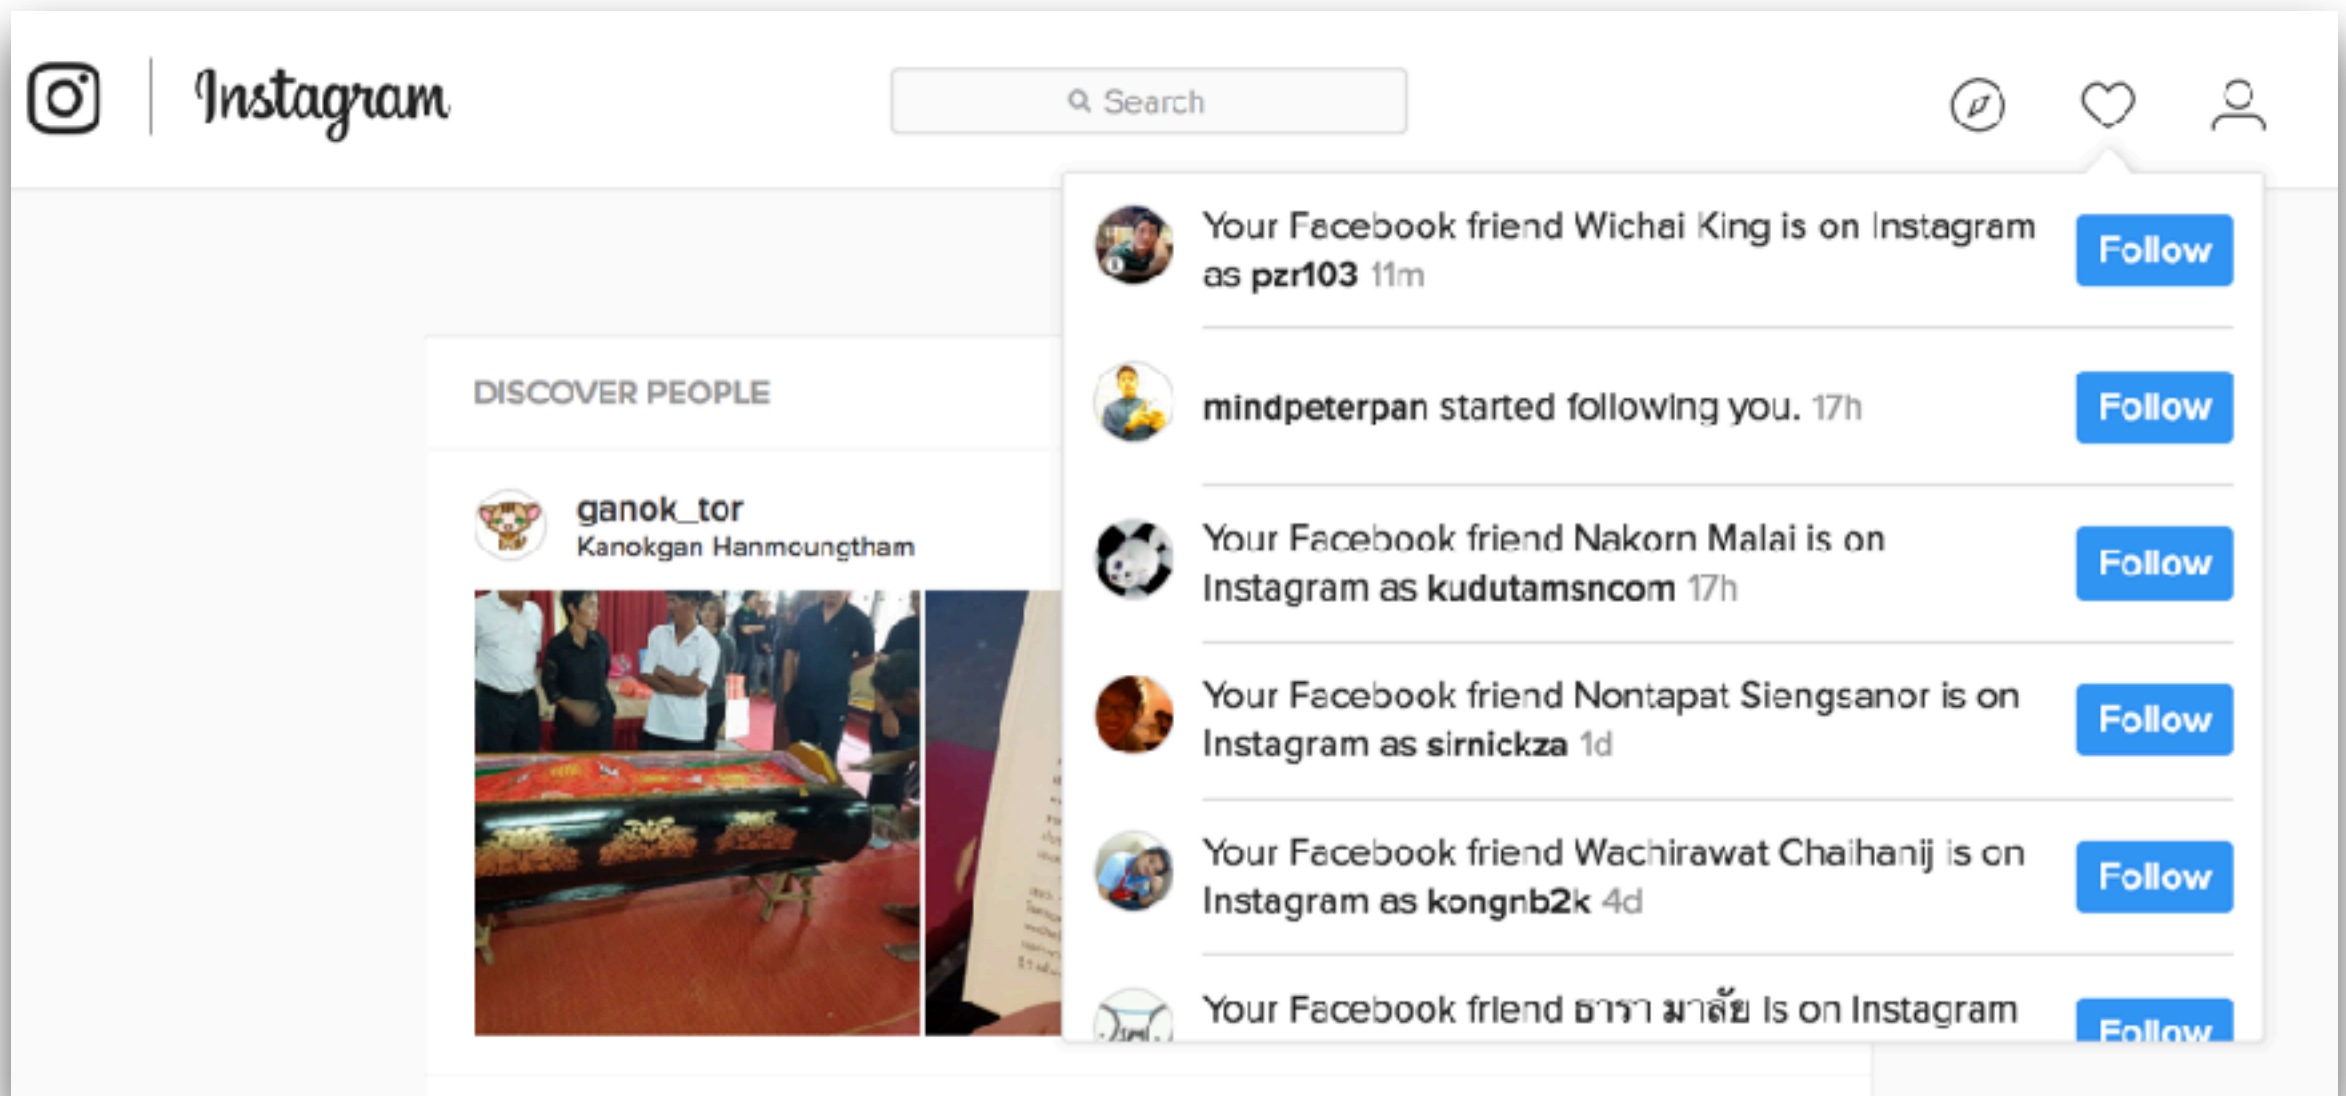 Instagram
Search
Your Facebook friend Wichai King is on Instagram
as pzr103 11m
Follow
mindpeterpan started following you. 17h
Follow
Your Facebook friend Nakorn Malai is on
Instagram as kudutamsncom 17h
Follow
Your Facebook friend Nontapat Siengsanor is on
Instagram as sirnickza 1d
Follow
Your Facebook friend Wachirawat Chaihanij is on
Instagram as kongnb2k 4d
Follow
Your Facebook friend ธารา มาลัย is on Instagram
Follow
DISCOVER PEOPLE
ganok_tor
Kanokgan Hanmoungtham